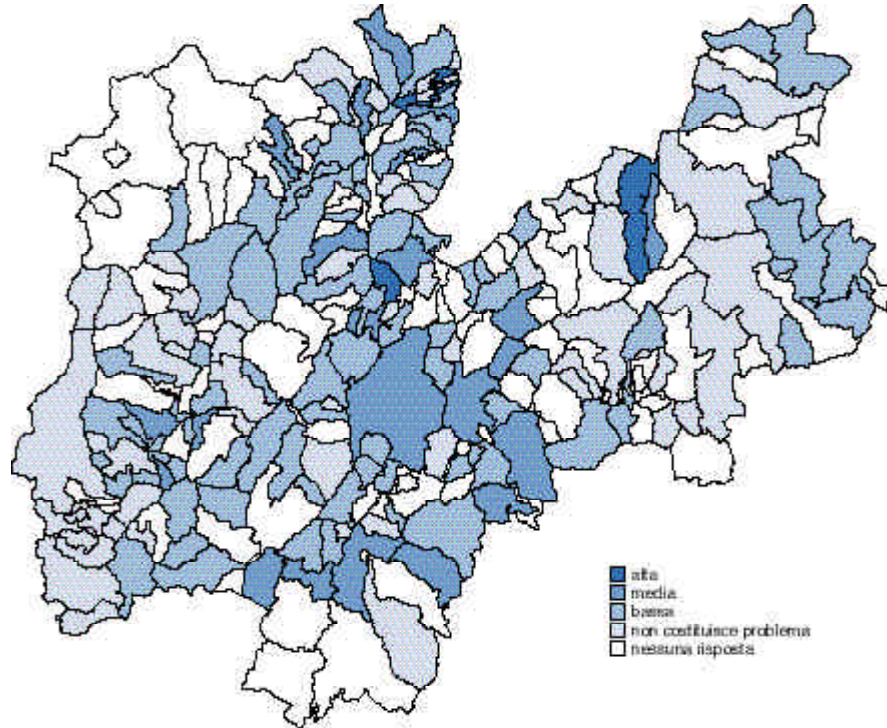 alta
media
bassa
non costituisce problema
nessuna risposta